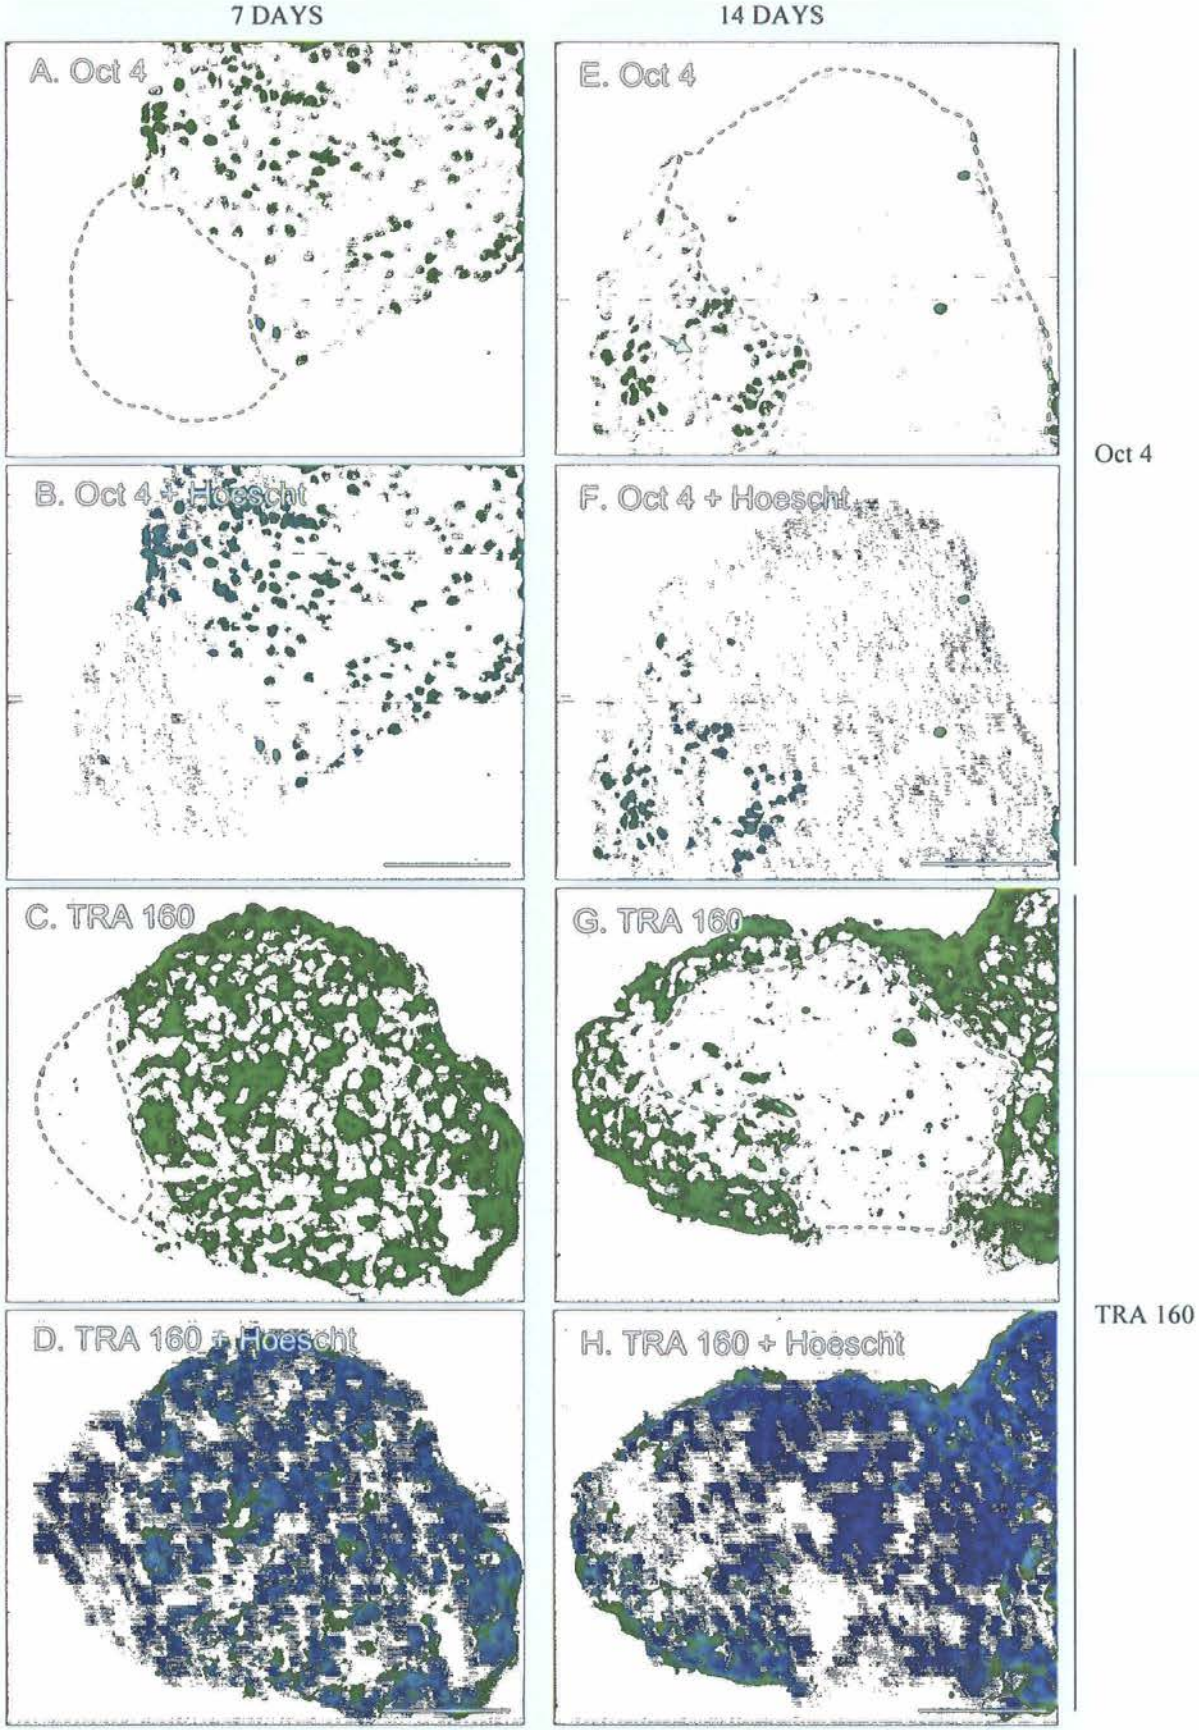 7 DAYS
14 DAYS
A. Oct 4
E. Oct 4
B. Oct 4 + Hoescht
F. Oct 4 + Hoescht
Oct 4
C. TRA 160
G. TRA 160
D. TRA 160 + Hoescht
H. TRA 160 + Hoescht
TRA 160